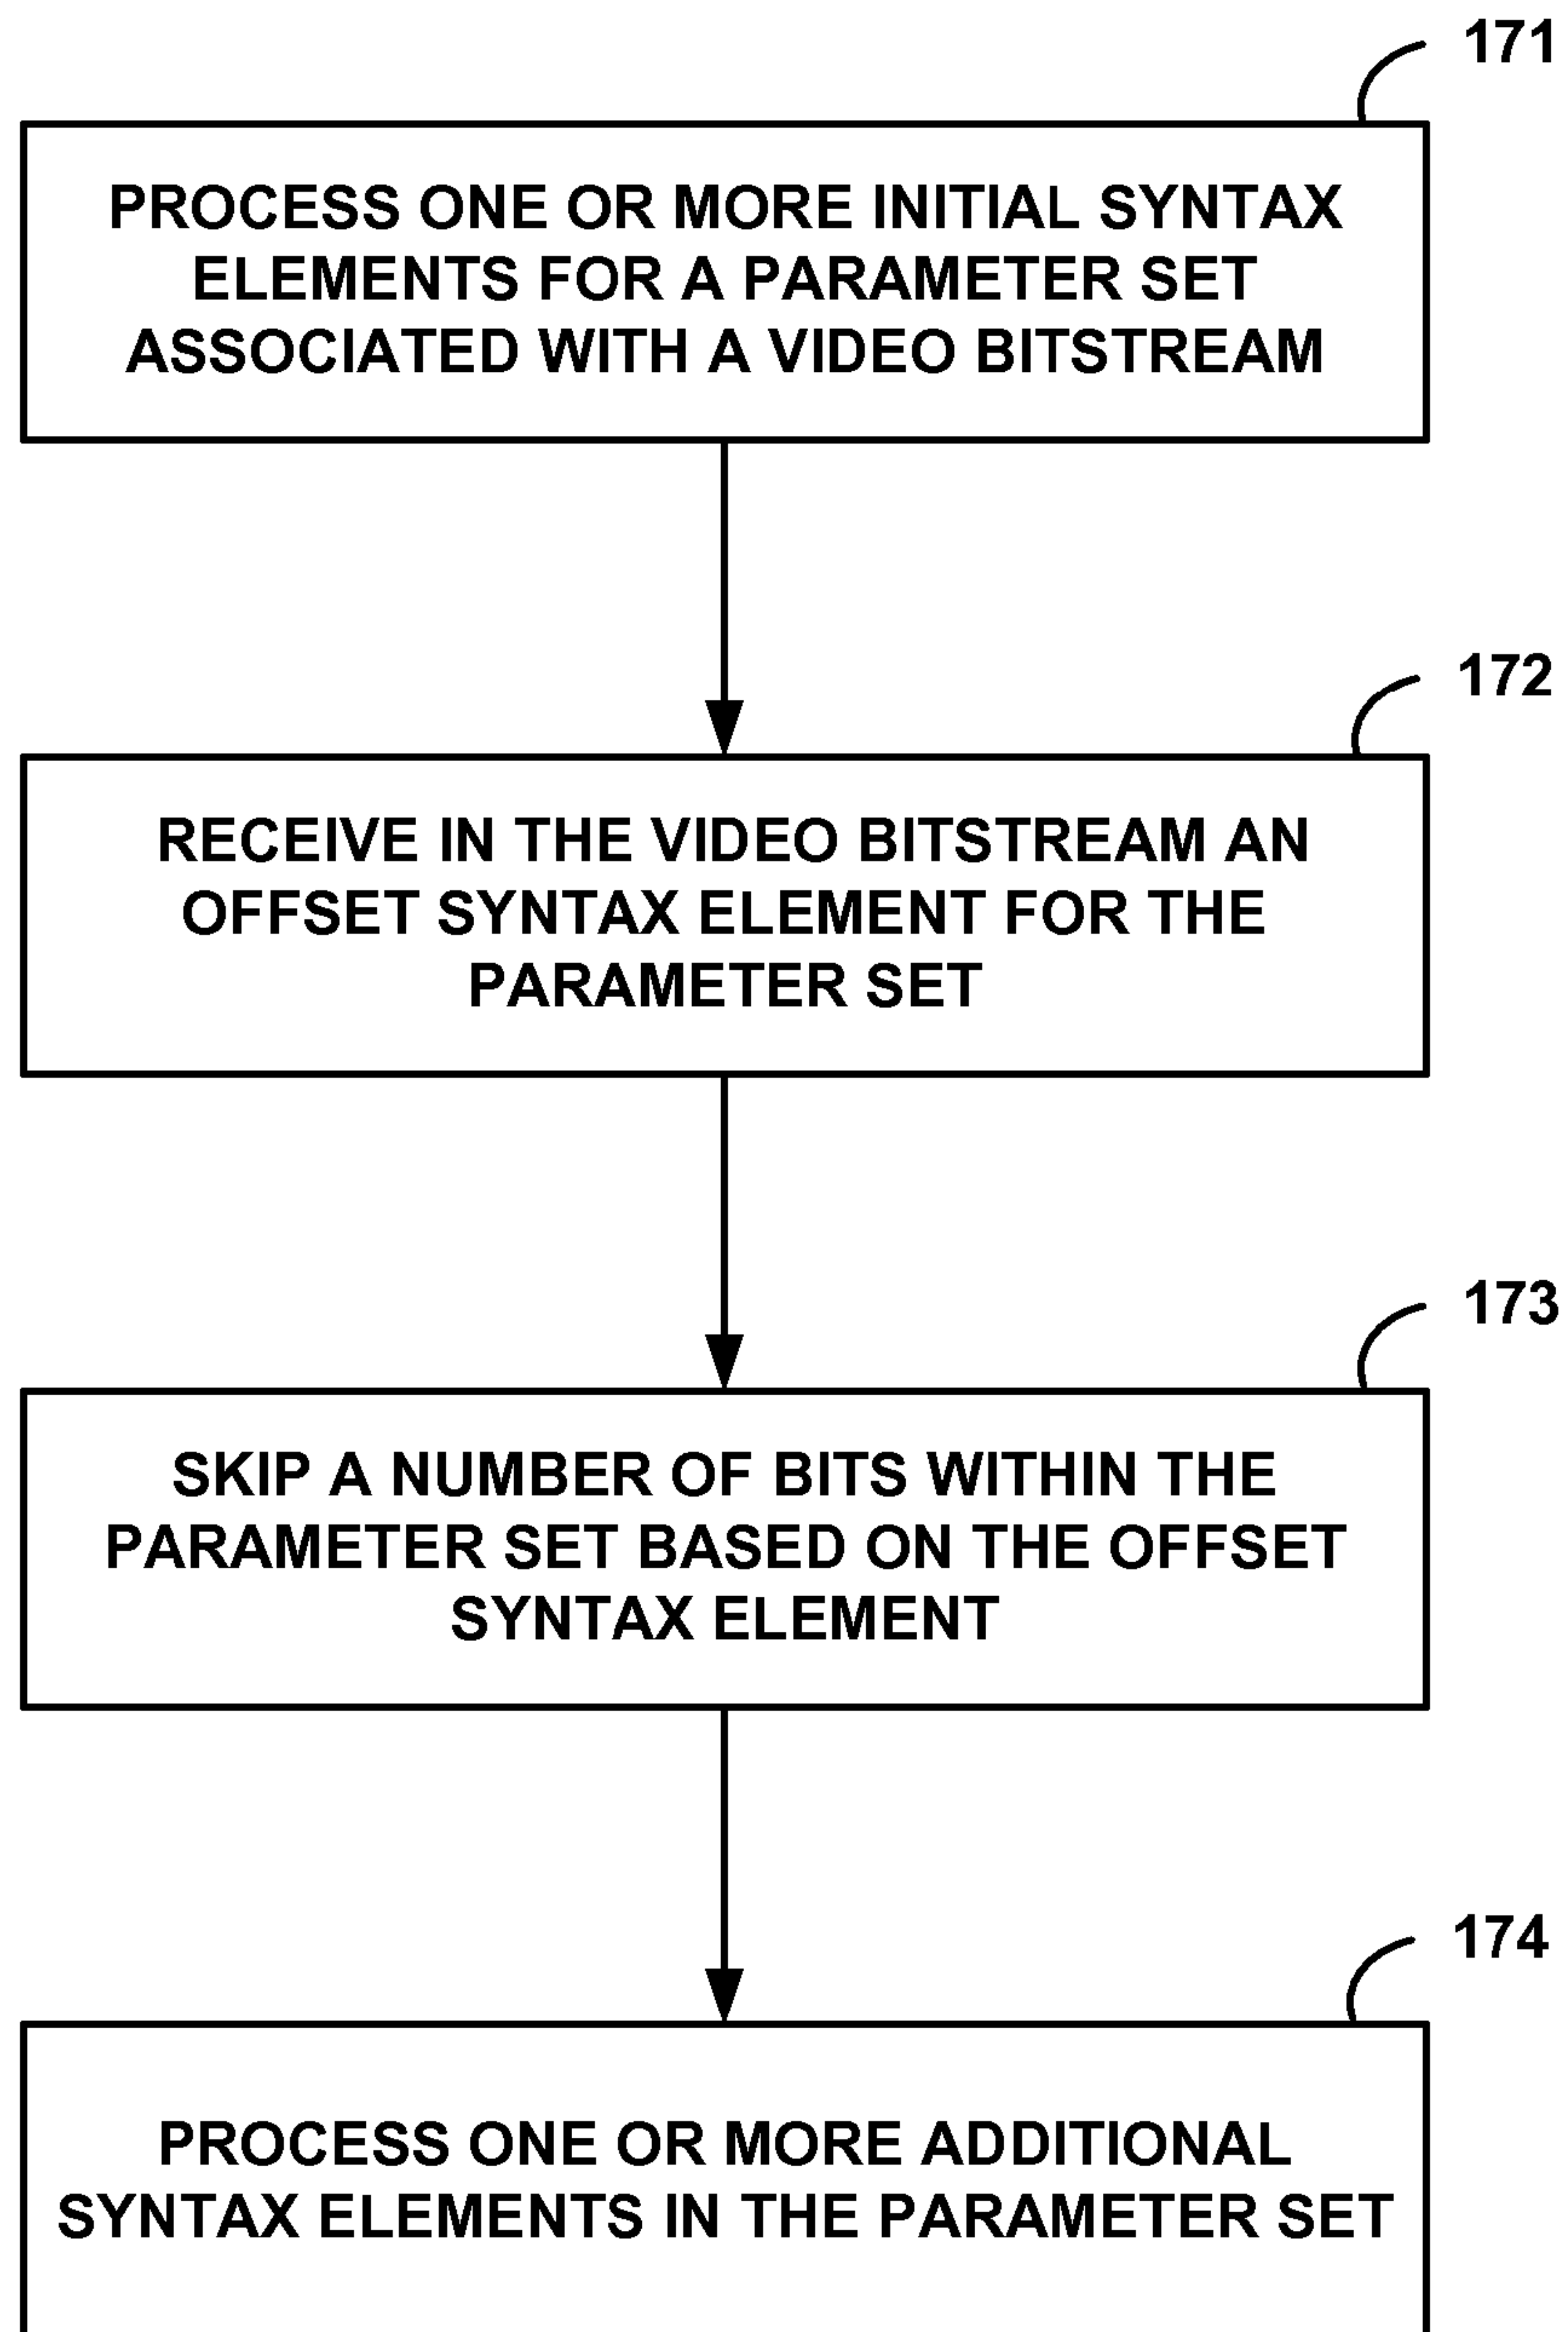 171
PROCESS ONE OR MORE INITIAL SYNTAX
ELEMENTS FOR A PARAMETER SET
ASSOCIATED WITH A VIDEO BITSTREAM
172
RECEIVE IN THE VIDEO BITSTREAM AN
OFFSET SYNTAX ELEMENT FOR THE
PARAMETER SET
173
SKIP A NUMBER OF BITS WITHIN THE
PARAMETER SET BASED ON THE OFFSET
SYNTAX ELEMENT
174
PROCESS ONE OR MORE ADDITIONAL
SYNTAX ELEMENTS IN THE PARAMETER SET